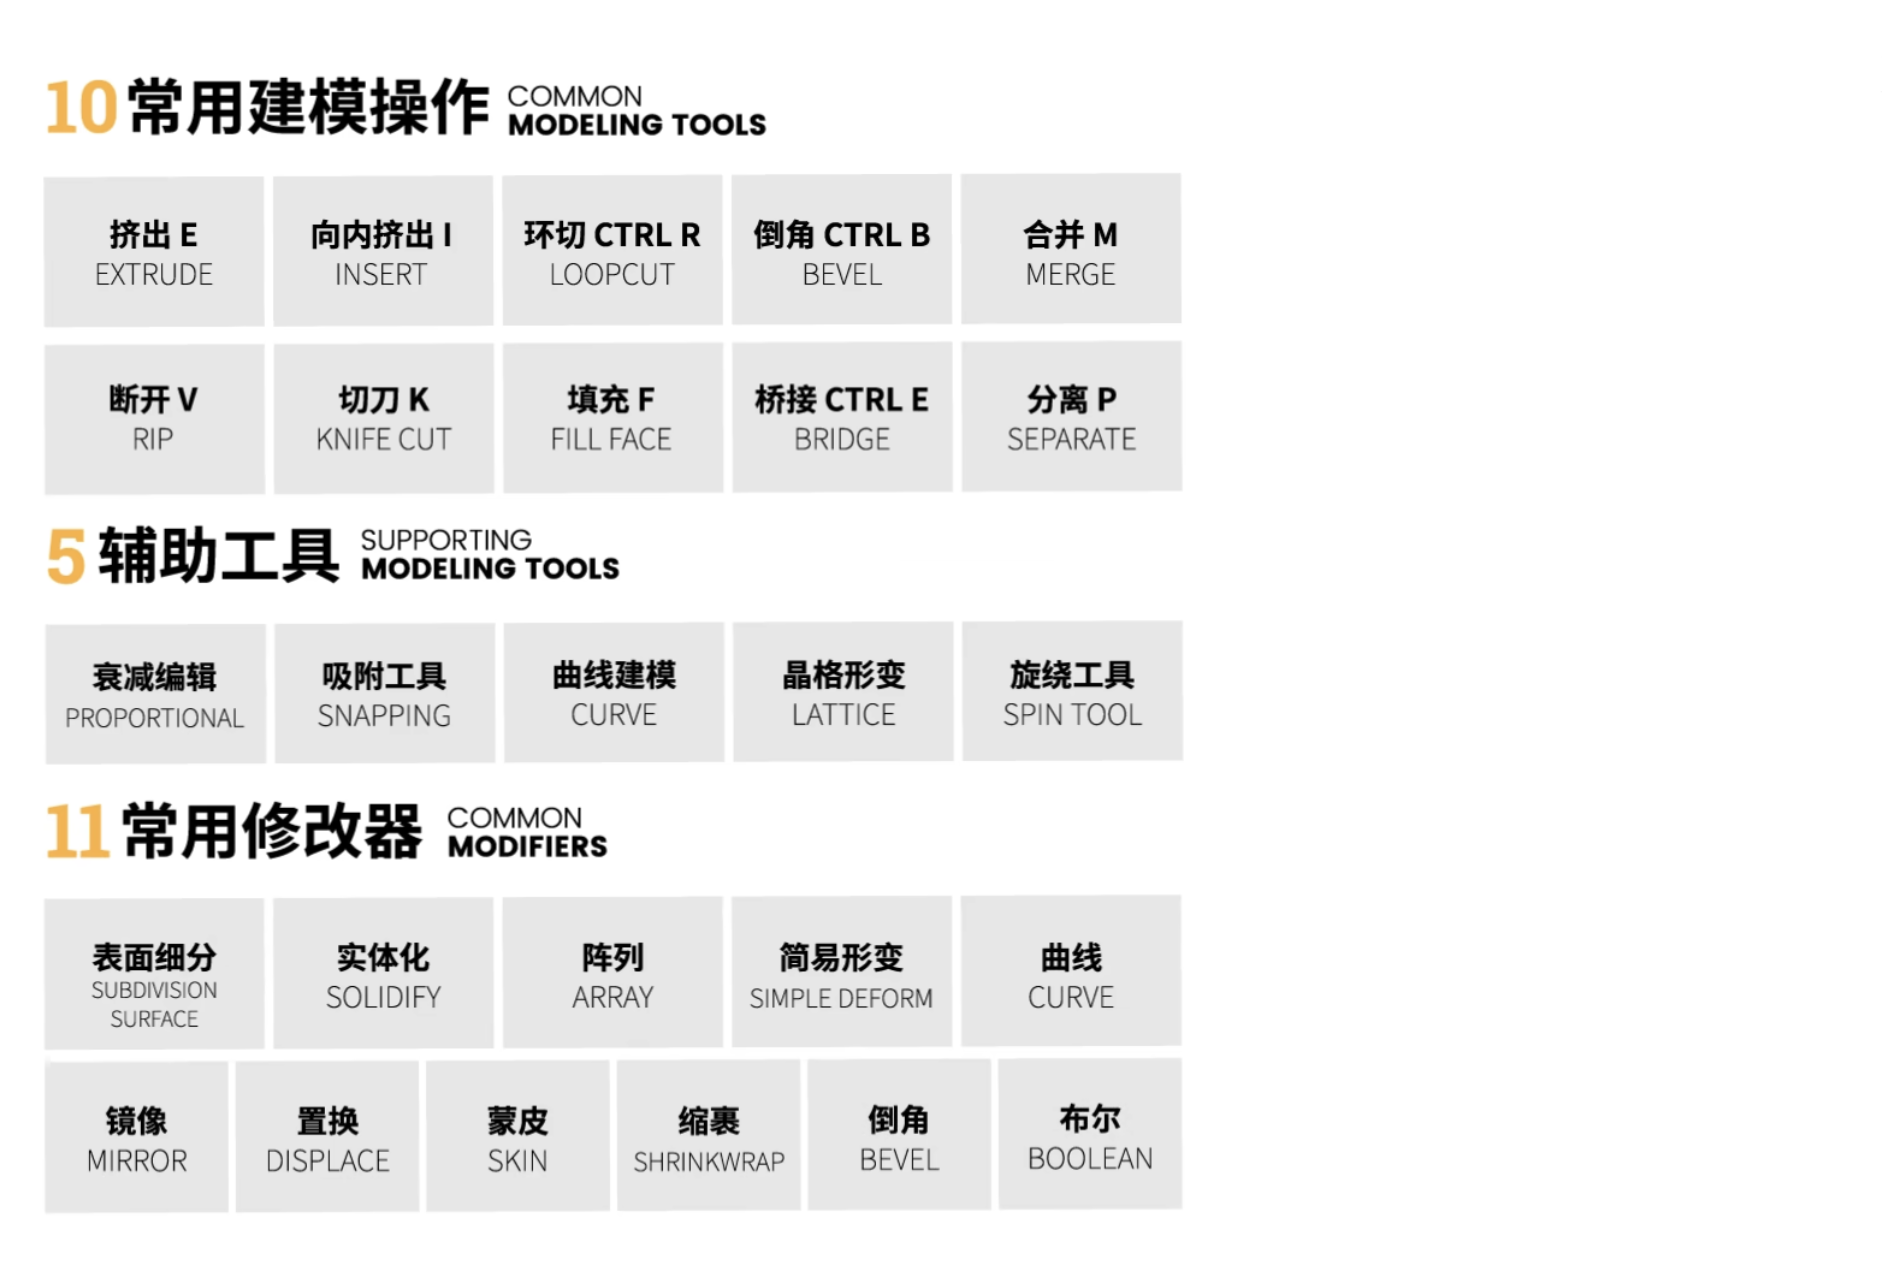 10 常用建模操作 COMMON
MODELING TOOLS
挤出 E
EXTRUDE
向内挤出 I
INSERT
环切 CTRL R
LOOPCUT
倒角 CTRL B
BEVEL
合并 M
MERGE
断开 V
RIP
切刀 K
KNIFE CUT
填充 F
FILL FACE
桥接 CTRL E
BRIDGE
分离 P
SEPARATE
5 辅助工具 SUPPORTING
MODELING TOOLS
衰减编辑
PROPORTIONAL
吸附工具
SNAPPING
曲线建模
CURVE
晶格形变
LATTICE
旋绕工具
SPIN TOOL
11 常用修改器 COMMON
MODIFIERS
表面细分
SUBDIVISION
SURFACE
实体化
SOLIDIFY
阵列
ARRAY
简易形变
SIMPLE DEFORM
曲线
CURVE
镜像
MIRROR
置换
DISPLACE
蒙皮
SKIN
缩裹
SHRINKWRAP
倒角
BEVEL
布尔
BOOLEAN